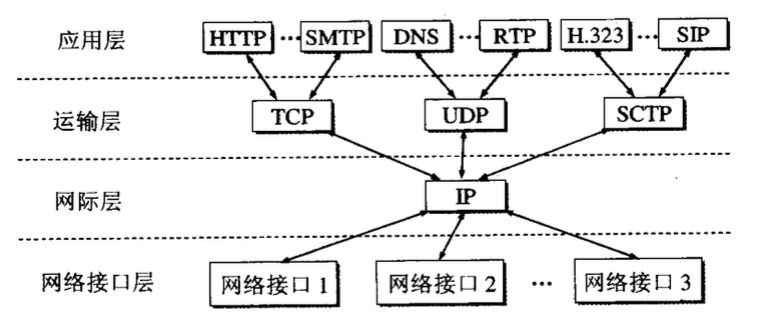 应用层 HTTP ··· SMTP DNS ··· RTP H.323 ··· SIP
运输层 TCP UDP SCTP
网际层 IP
网络接口层 网络接口 1 网络接口 2 ··· 网络接口 3